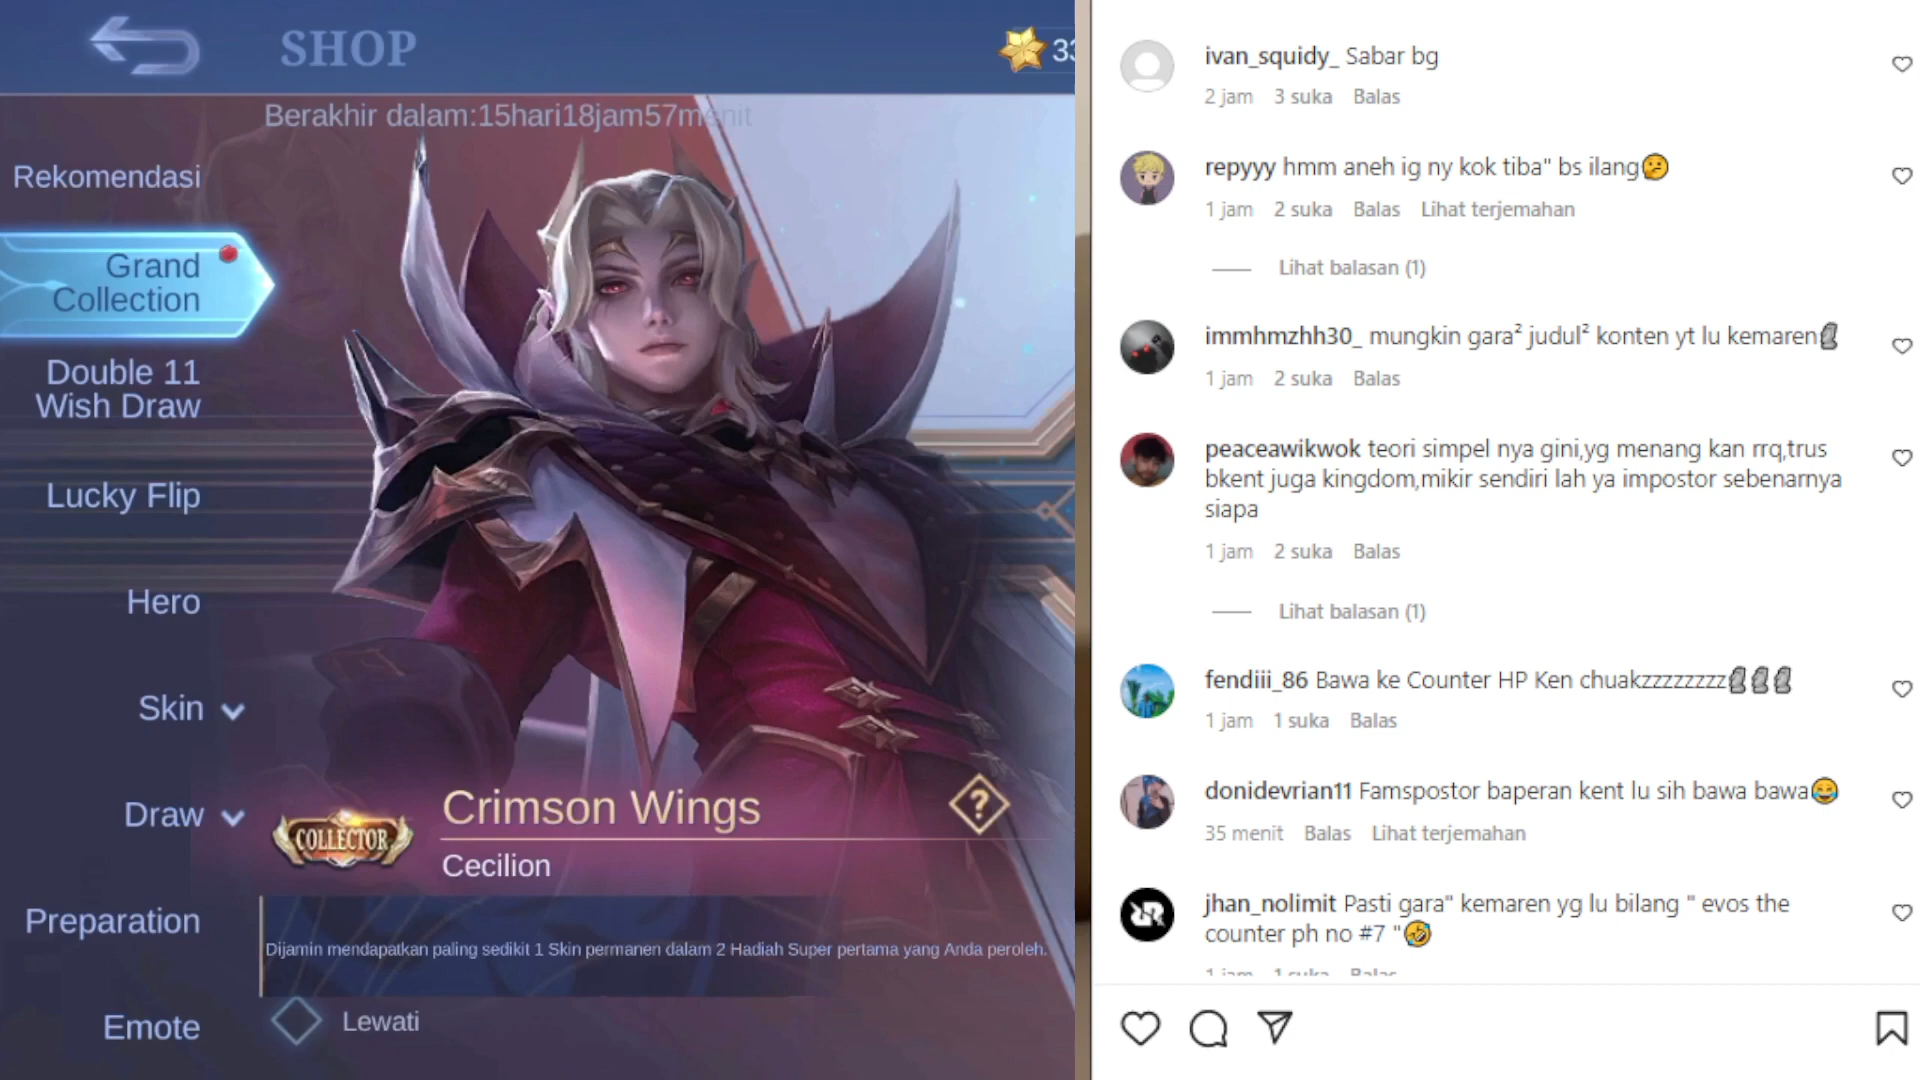 SHOP
33
Berakhir dalam:15hari18jam57menit
Rekomendasi
Grand
Collection
Double 11
Wish Draw
Lucky Flip
Hero
Skin
Draw
Preparation
Emote
COLLECTOR
Crimson Wings
?
Cecilion
Dijamin mendapatkan paling sedikit 1 Skin permanen dalam 2 Hadiah Super pertama yang Anda peroleh.
Lewati
ivan_squidy_ Sabar bg
2 jam 3 suka Balas
repyyy hmm aneh ig ny kok tiba" bs ilang🤔
1 jam 2 suka Balas Lihat terjemahan
Lihat balasan (1)
immhmzhh30_ mungkin gara² judul² konten yt lu kemaren🗿
1 jam 2 suka Balas
peaceawikwok teori simpel nya gini,yg menang kan rrq,trus
bkent juga kingdom,mikir sendiri lah ya impostor sebenarnya
siapa
1 jam 2 suka Balas
Lihat balasan (1)
fendiii_86 Bawa ke Counter HP Ken chuakzzzzzzzz🗿🗿🗿
1 jam 1 suka Balas
donidevrian11 Famspostor baperan kent lu sih bawa bawa😂
35 menit Balas Lihat terjemahan
jhan_nolimit Pasti gara" kemaren yg lu bilang " evos the
counter ph no #7 "🤣
1 jam 1 suka Balas